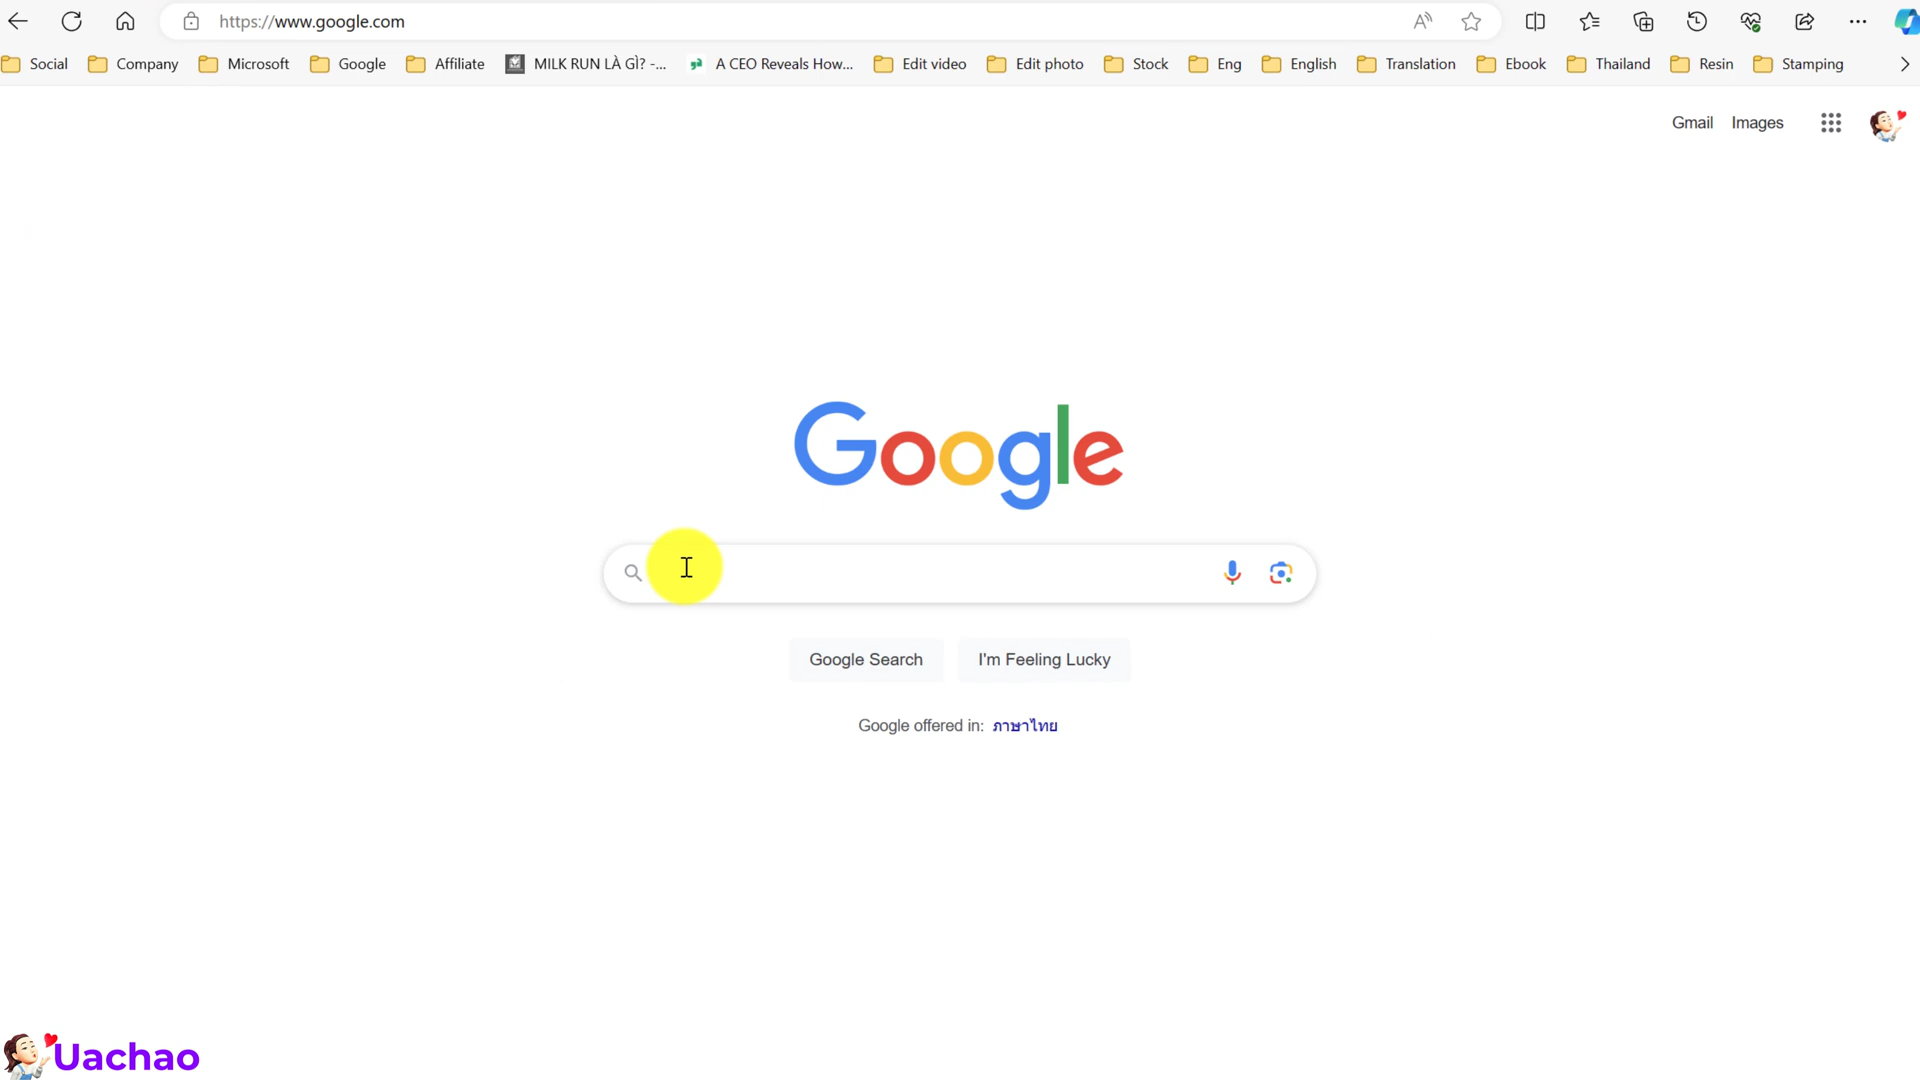 https://www.google.com
Social Company Microsoft Google Affiliate MILK RUN LÀ GÌ? -... A CEO Reveals How... Edit video Edit photo Stock Eng English Translation Ebook Thailand Resin Stamping
Gmail Images
Google
Google Search I'm Feeling Lucky
Google offered in: ภาษาไทย
Uachao